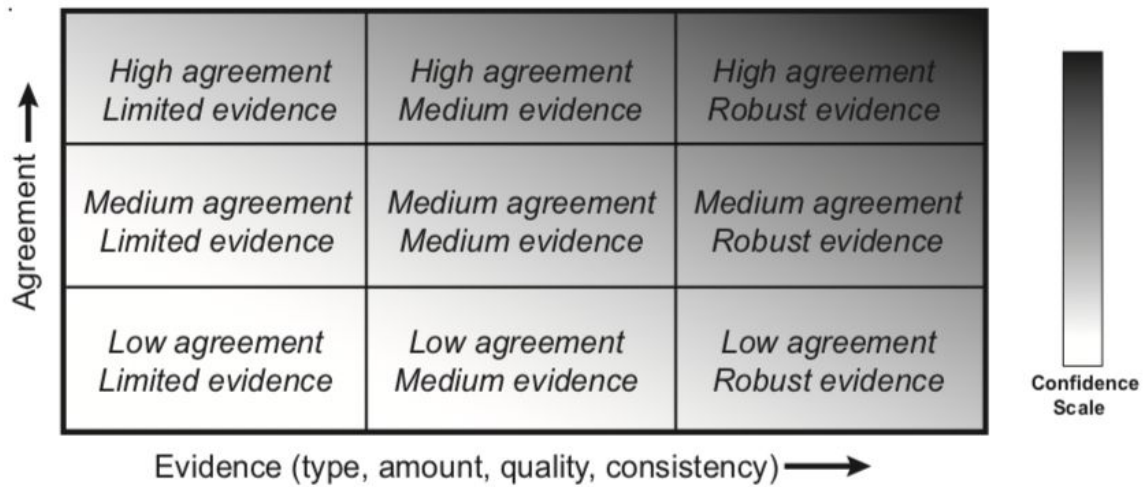 High agreement
Limited evidence
High agreement
Medium evidence
High agreement
Robust evidence
Agreement
Medium agreement
Limited evidence
Medium agreement
Medium evidence
Medium agreement
Robust evidence
Low agreement
Limited evidence
Low agreement
Medium evidence
Low agreement
Robust evidence
Confidence
Scale
Evidence (type, amount, quality, consistency)